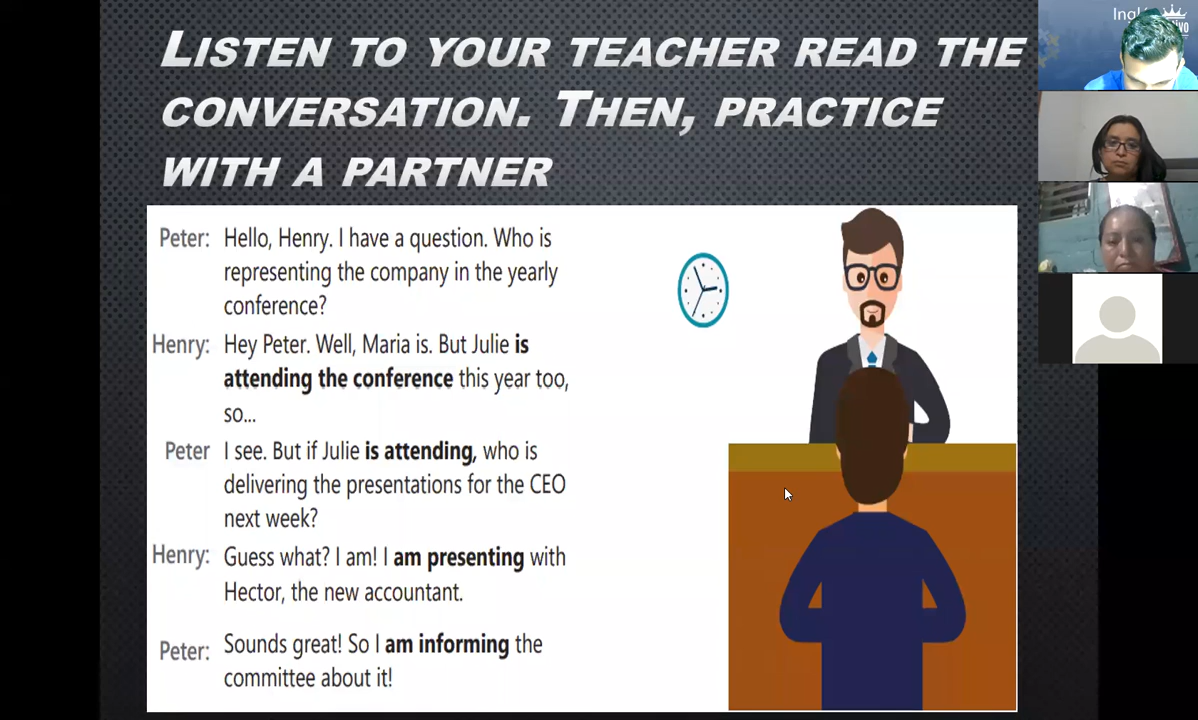 LISTEN TO YOUR TEACHER READ THE
CONVERSATION. THEN, PRACTICE
WITH A PARTNER
Peter: Hello, Henry. I have a question. Who is
representing the company in the yearly
conference?
Henry: Hey Peter. Well, Maria is. But Julie is
attending the conference this year too,
so...
Peter I see. But if Julie is attending, who is
delivering the presentations for the CEO
next week?
Henry: Guess what? I am! I am presenting with
Hector, the new accountant.
Peter: Sounds great! So I am informing the
committee about it!